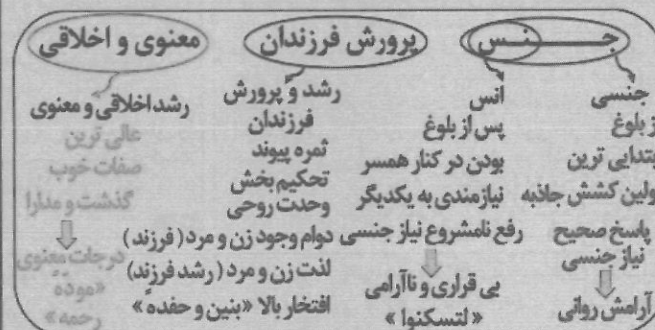 جـــنـــس
پرورش فرزندان
معنوی و اخلاقی
جنسی
ز بلوغ
بتدایی ترین
ولین کشش جاذبه
پاسخ صحیح
نیاز جنسی
آرامش روانی
انس
پس از بلوغ
بودن در کنار همسر
نیازمندی به یکدیگر
رفع نامشروع نیاز جنسی
بی قراری و ناآرامی
« لتسکنوا »
رشد و پرورش
فرزندان
ثمره پیوند
تحکیم بخش
وحدت روحی
دوام وجود زن و مرد ( فرزند )
لذت زن و مرد ( رشد فرزند )
افتخار بالا «بنین و حفده »
رشد اخلاقی و معنوی
عالی ترین
صفات خوب
گذشت و مدارا
درجات معنوی
«مودّة
رحمه »